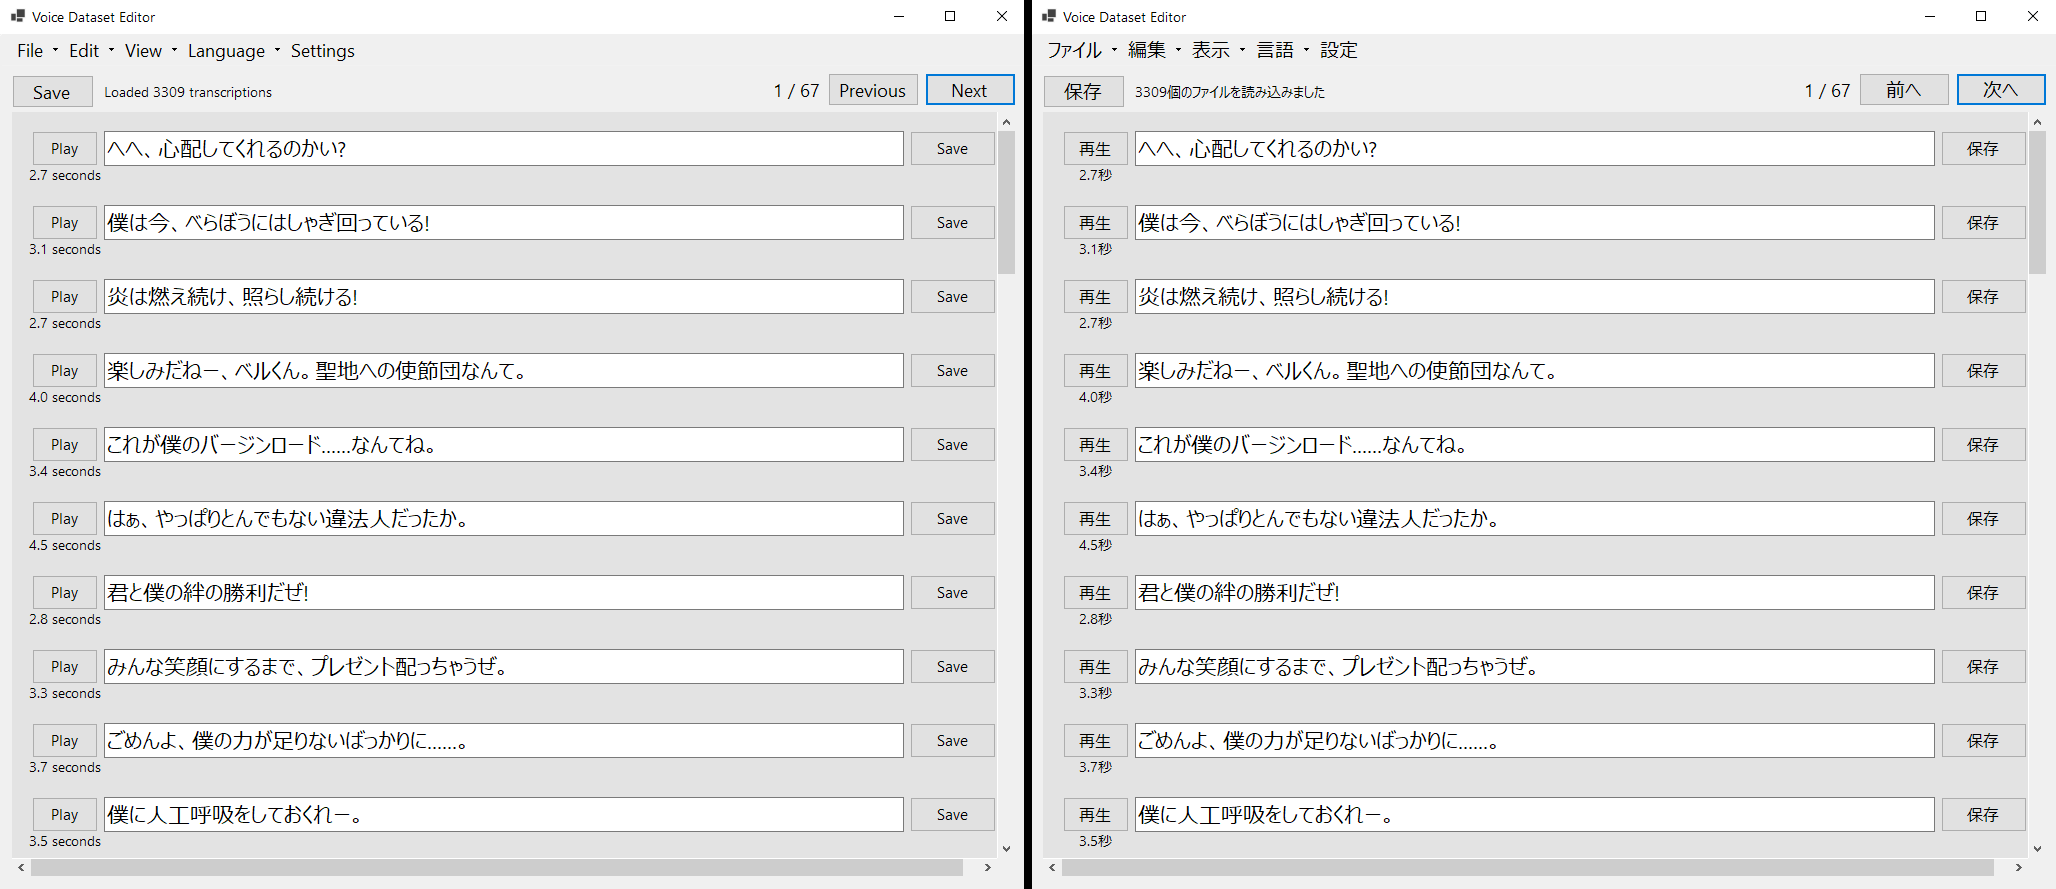 Voice Dataset Editor
File Edit View Language Settings
Save Loaded 3309 transcriptions 1 / 67 Previous Next
Play へへ、心配してくれるのかい? Save
2.7 seconds
Play 僕は今、べらぼうにはしゃぎ回っている! Save
3.1 seconds
Play 炎は燃え続け、照らし続ける! Save
2.7 seconds
Play 楽しみだねー、ベルくん。聖地への使節団なんて。 Save
4.0 seconds
Play これが僕のバージンロード……なんてね。 Save
3.4 seconds
Play はぁ、やっぱりとんでもない違法人だったか。 Save
4.5 seconds
Play 君と僕の絆の勝利だぜ! Save
2.8 seconds
Play みんな笑顔にするまで、プレゼント配っちゃうぜ。 Save
3.3 seconds
Play ごめんよ、僕の力が足りないばっかりに……。 Save
3.7 seconds
Play 僕に人工呼吸をしておくれー。 Save
3.5 seconds
Voice Dataset Editor
ファイル 編集 表示 言語 設定
保存 3309個のファイルを読み込みました 1 / 67 前へ 次へ
再生 へへ、心配してくれるのかい? 保存
2.7秒
再生 僕は今、べらぼうにはしゃぎ回っている! 保存
3.1秒
再生 炎は燃え続け、照らし続ける! 保存
2.7秒
再生 楽しみだねー、ベルくん。聖地への使節団なんて。 保存
4.0秒
再生 これが僕のバージンロード……なんてね。 保存
3.4秒
再生 はぁ、やっぱりとんでもない違法人だったか。 保存
4.5秒
再生 君と僕の絆の勝利だぜ! 保存
2.8秒
再生 みんな笑顔にするまで、プレゼント配っちゃうぜ。 保存
3.3秒
再生 ごめんよ、僕の力が足りないばっかりに……。 保存
3.7秒
再生 僕に人工呼吸をしておくれー。 保存
3.5秒